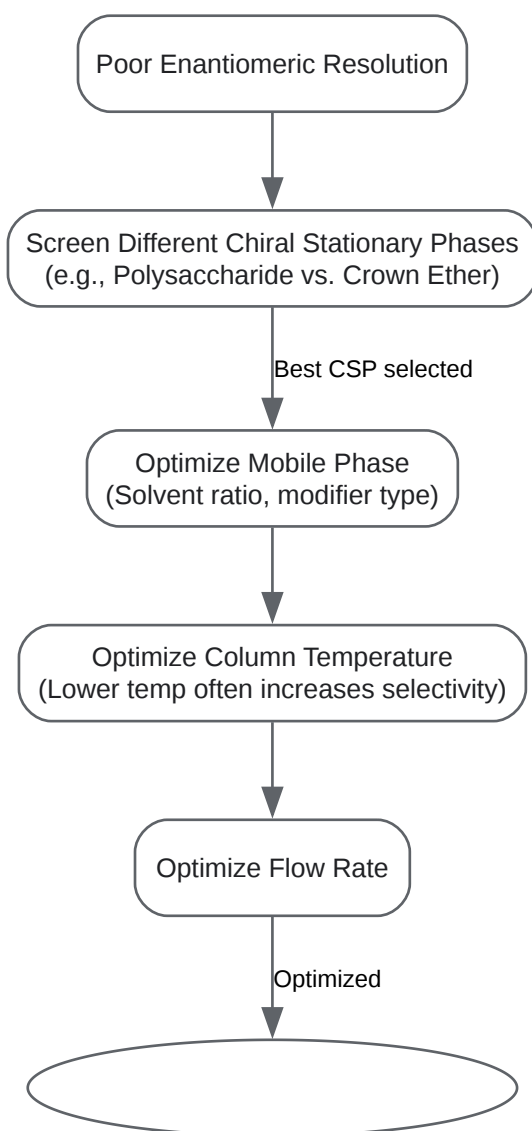 Poor Enantiomeric Resolution
Screen Different Chiral Stationary Phases
(e.g., Polysaccharide vs. Crown Ether)
Best CSP selected
Optimize Mobile Phase
(Solvent ratio, modifier type)
Optimize Column Temperature
(Lower temp often increases selectivity)
Optimize Flow Rate
Optimized